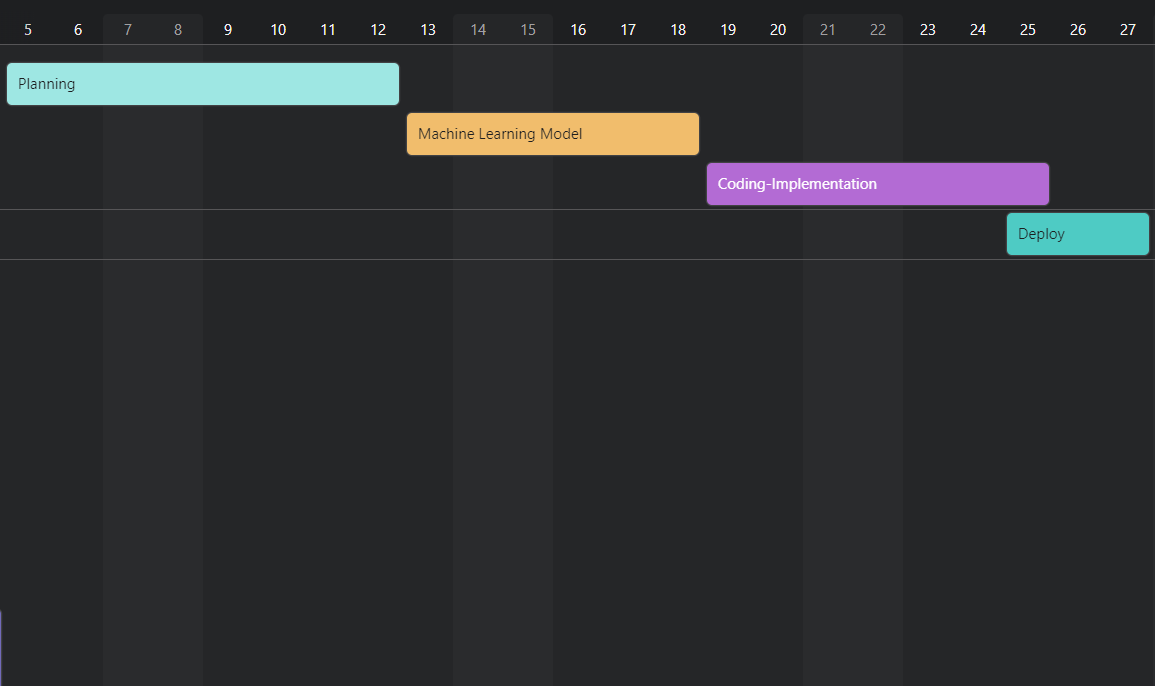 5 6 7 8 9 10 11 12 13 14 15 16 17 18 19 20 21 22 23 24 25 26 27
Planning
Machine Learning Model
Coding-Implementation
Deploy